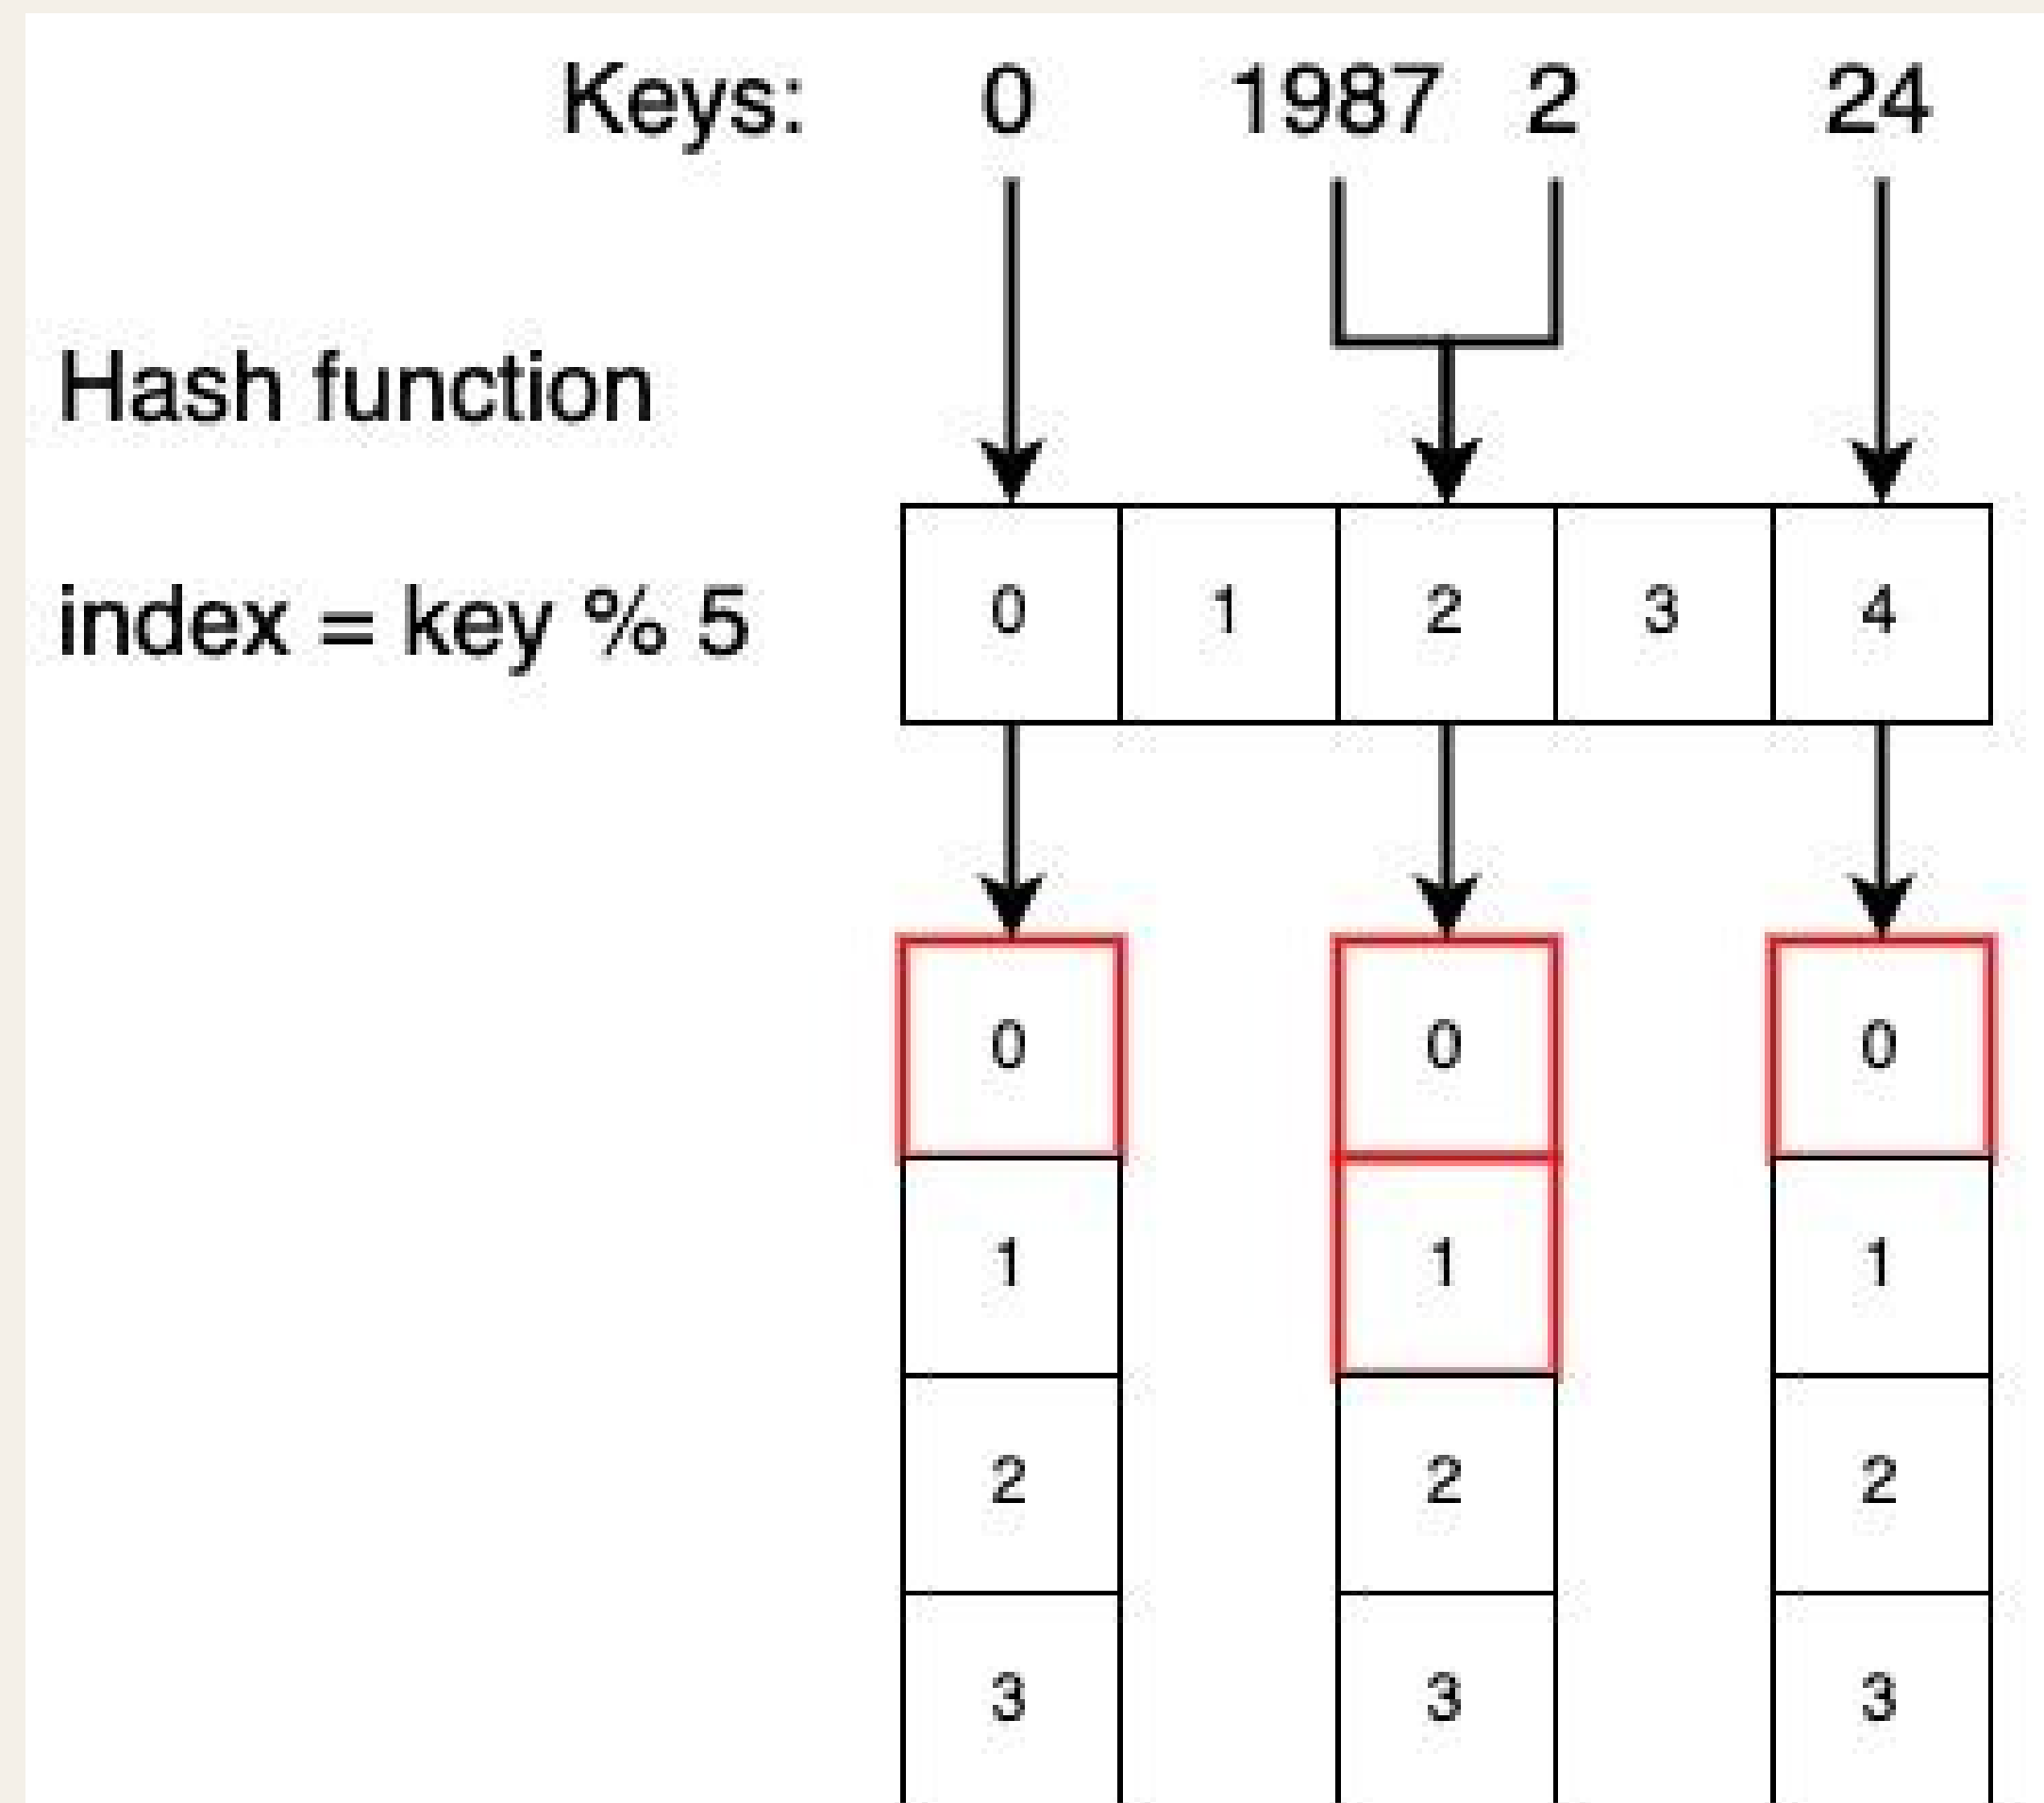 Keys: 0 1987 2 24
Hash function
index = key % 5 0 1 2 3 4
0 0 0
1 1 1
2 2 2
3 3 3